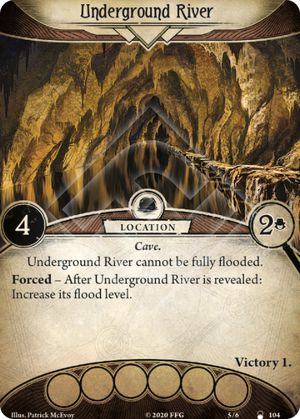 Underground River
4
LOCATION
2
Cave.
Underground River cannot be fully flooded.
Forced – After Underground River is revealed:
Increase its flood level.
Victory 1.
Illus. Patrick McEvoy
© 2020 FFG
5/6
104